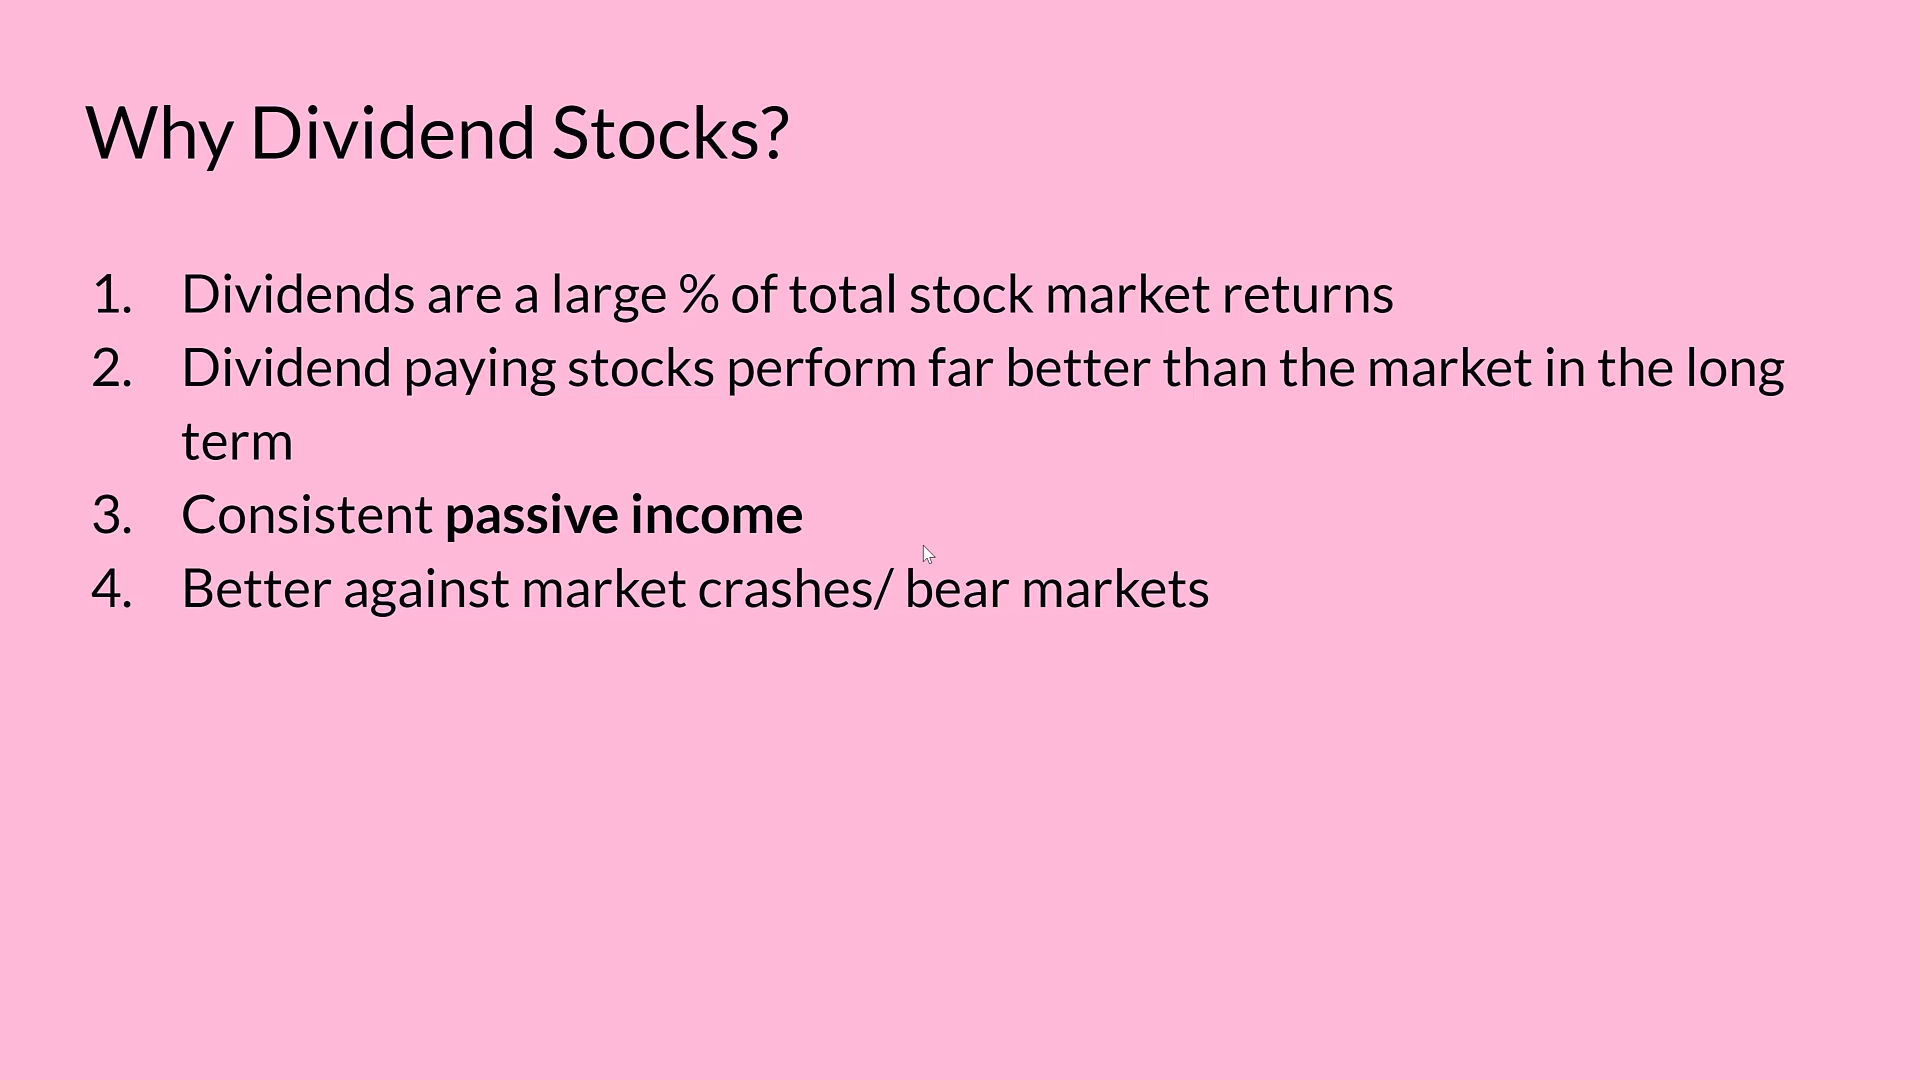 Why Dividend Stocks?
1. Dividends are a large % of total stock market returns
2. Dividend paying stocks perform far better than the market in the long
term
3. Consistent passive income
4. Better against market crashes/ bear markets